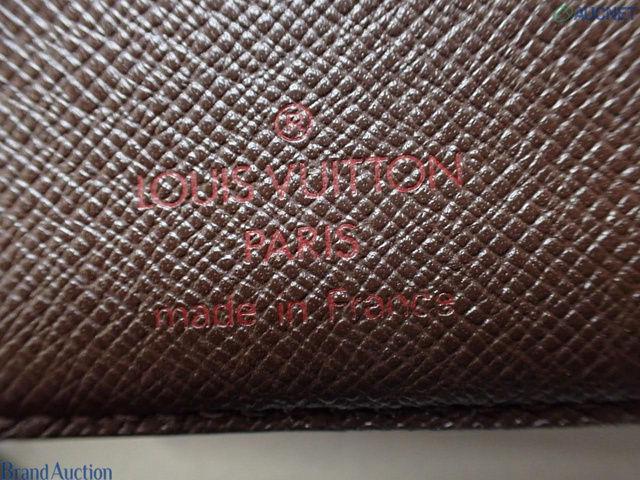 AUCNET
®
LOUIS VUITTON
PARIS
made in France
BrandAuction